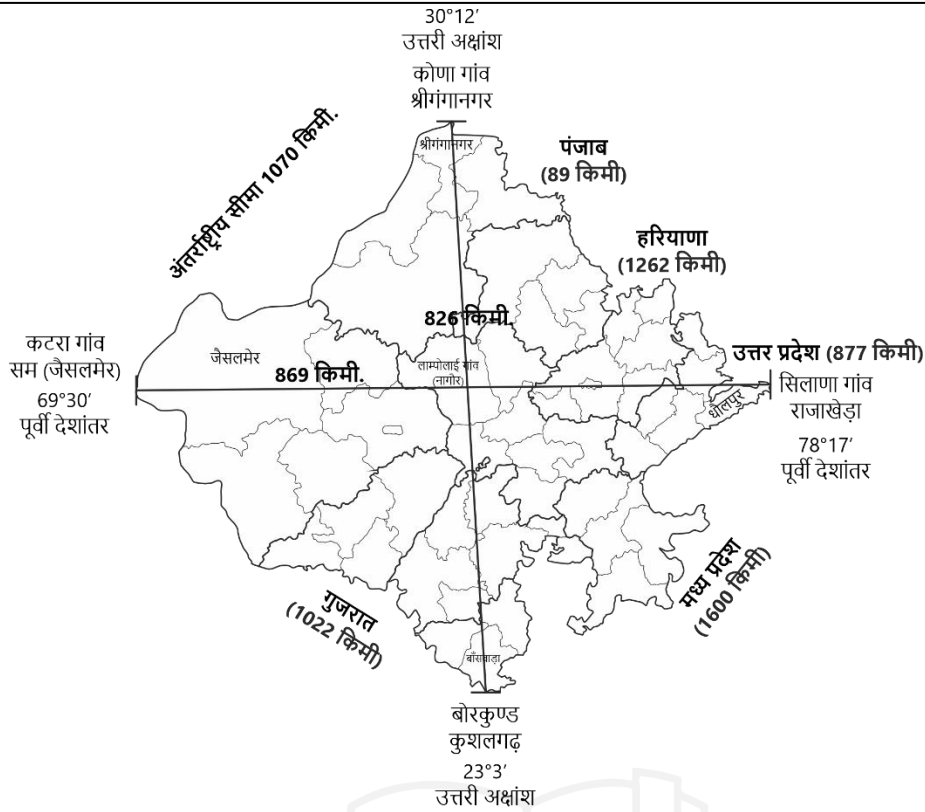 30°12′
उत्तरी अक्षांश
कोणा गांव
श्रीगंगानगर
श्रीगंगानगर
अंतर्राष्ट्रीय सीमा 1070 किमी.
पंजाब
(89 किमी)
हरियाणा
(1262 किमी)
826 किमी.
कटरा गांव
सम (जैसलमेर)
69°30′
पूर्वी देशांतर
जैसलमेर
869 किमी.
लाम्पोलाई गांव
(नागोर)
उत्तर प्रदेश (877 किमी)
सिलाणा गांव
राजाखेड़ा
78°17′
पूर्वी देशांतर
धौलपुर
मध्य प्रदेश
(1600 किमी)
गुजरात
(1022 किमी)
बाँसवाड़ा
बोरकुण्ड
कुशलगढ़
23°3′
उत्तरी अक्षांश